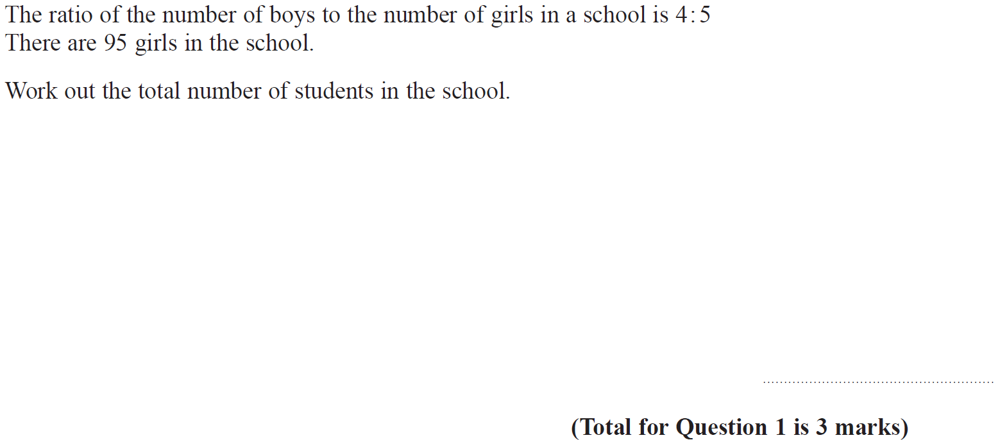 The ratio of the number of boys to the number of girls in a school is 4:5
There are 95 girls in the school.
Work out the total number of students in the school.
......................................................
(Total for Question 1 is 3 marks)